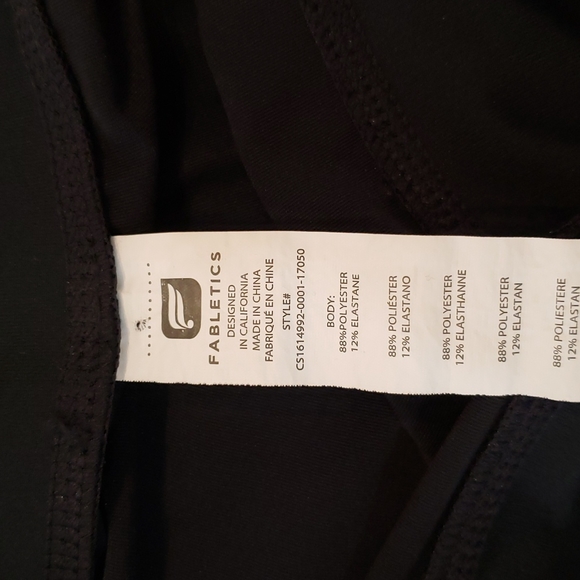 FABLETICS
DESIGNED
IN CALIFORNIA
MADE IN CHINA
FABRIQUÉ EN CHINE
STYLE#
CS1614992-0001-17050
BODY:
88%POLYESTER
12% ELASTANE
88% POLIÉSTER
12% ELASTANO
88% POLYESTER
12% ELASTHANNE
88% POLYESTER
12% ELASTAN
88% POLIESTERE
12% ELASTAN